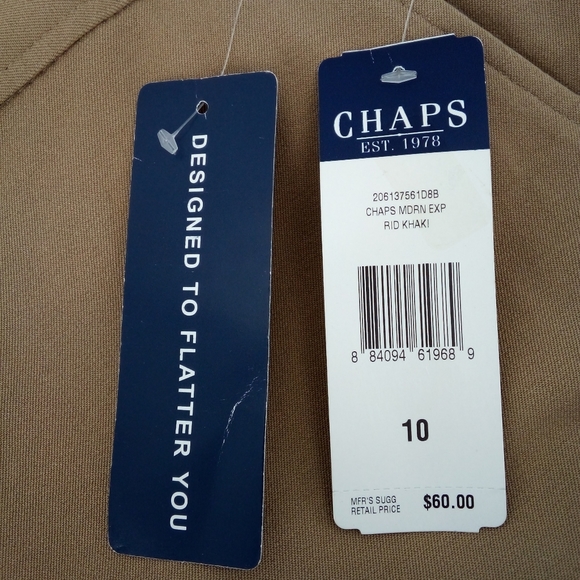 DESIGNED TO FLATTER YOU
CHAPS
EST. 1978
206137561D8B
CHAPS MDRN EXP
RID KHAKI
8 84094 61968 9
10
MFR'S SUGG
RETAIL PRICE
$60.00